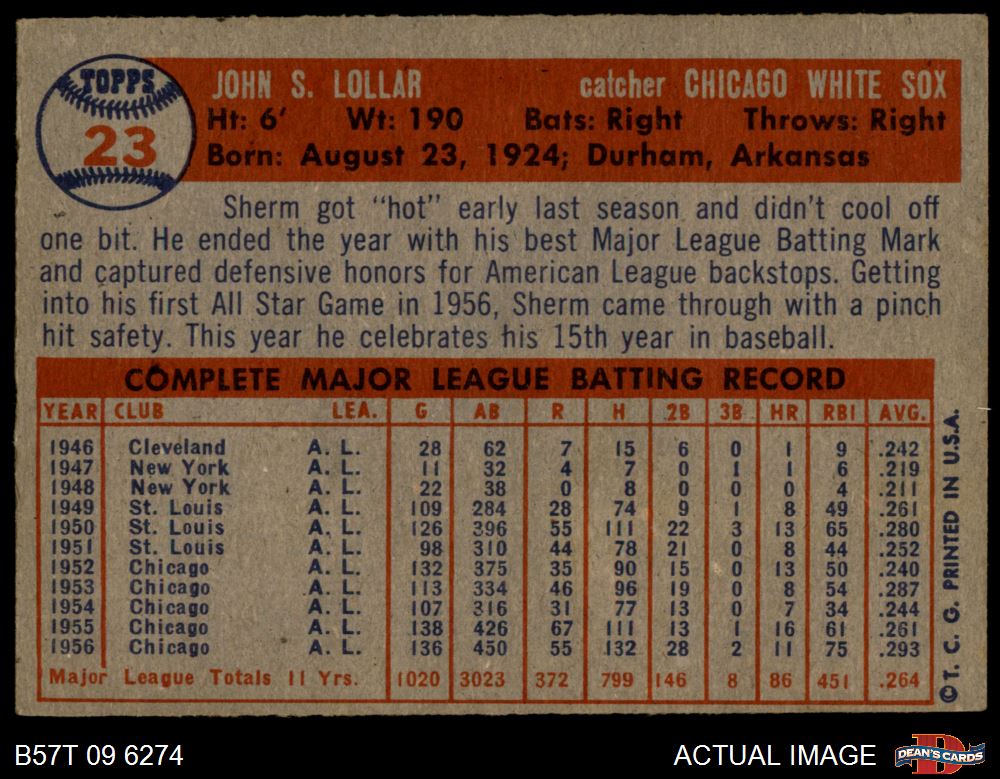 TOPPS
23
JOHN S. LOLLAR catcher CHICAGO WHITE SOX
Ht: 6' Wt: 190 Bats: Right Throws: Right
Born: August 23, 1924; Durham, Arkansas
Sherm got "hot" early last season and didn't cool off
one bit. He ended the year with his best Major League Batting Mark
and captured defensive honors for American League backstops. Getting
into his first All Star Game in 1956, Sherm came through with a pinch
hit safety. This year he celebrates his 15th year in baseball.
COMPLETE MAJOR LEAGUE BATTING RECORD
YEAR CLUB LEA. G AB R H 2B 3B HR RBI AVG.
1946 Cleveland A. L. 28 62 7 15 6 0 1 9 .242
1947 New York A. L. 11 32 4 7 0 1 1 6 .219
1948 New York A. L. 22 38 0 8 0 0 0 4 .211
1949 St. Louis A. L. 109 284 28 74 9 1 8 49 .261
1950 St. Louis A. L. 126 396 55 111 22 3 13 65 .280
1951 St. Louis A. L. 98 310 44 78 21 0 8 44 .252
1952 Chicago A. L. 132 375 35 90 15 0 13 50 .240
1953 Chicago A. L. 113 334 46 96 19 0 8 54 .287
1954 Chicago A. L. 107 316 31 77 13 0 7 34 .244
1955 Chicago A. L. 138 426 67 111 13 1 16 61 .261
1956 Chicago A. L. 136 450 55 132 28 2 11 75 .293
Major League Totals 11 Yrs. 1020 3023 372 799 146 8 86 451 .264
©T. C. G. PRINTED IN U.S.A.
B57T 09 6274 ACTUAL IMAGE
DEAN'S CARDS